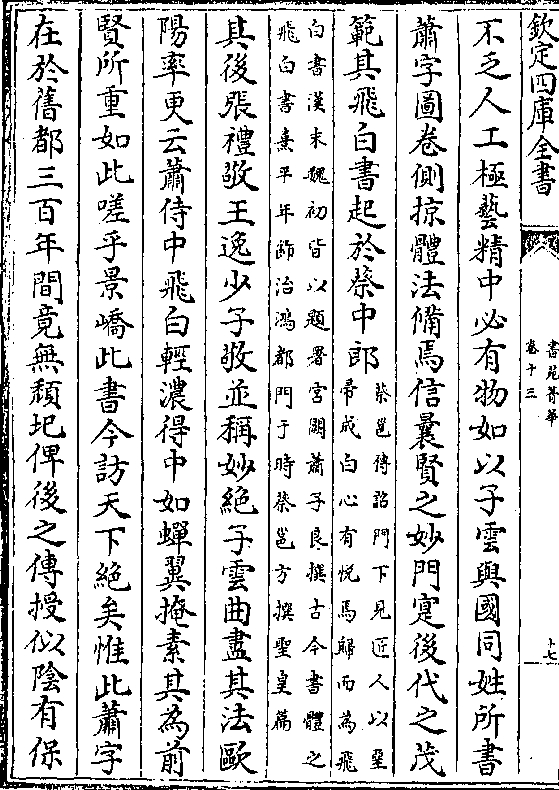 欽定四庫全書
書苑菁華
卷十三
十七
不乏人工極藝精中必有物如以子雲與國同姓所書
蕭字圖卷側掠體法備焉信曩賢之妙門寔後代之茂
範其飛白書起於蔡中郎
蔡邕待詔門下見匠人以堊
帚成白心有悅焉歸而為飛
白書漢末魏初皆以題署宮闕蕭子良撰古今書體之
飛白書熹平年飾治鴻都門于時蔡邕方撰聖皇篇
其後張禮敬王逸少子敬並稱妙絶子雲曲盡其法歐
陽率更云蕭侍中飛白輕濃得中如蟬翼掩素其為前
賢所重如此嗟乎景嶠此書今訪天下絶矣惟此蕭字
在於舊都三百年間竟無頽圯俾後之傳授似陰有保